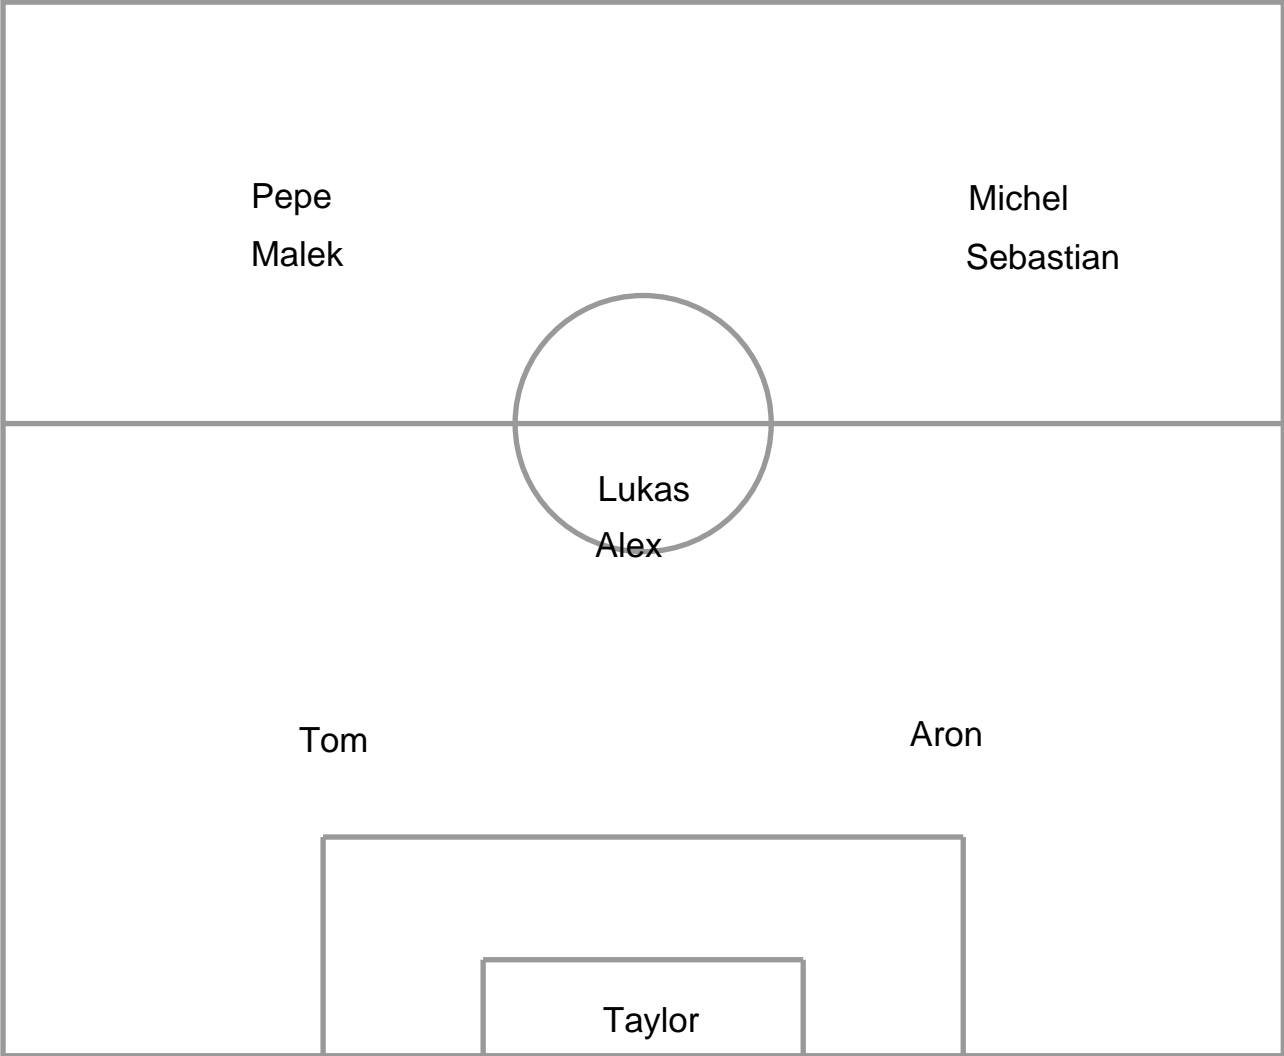 Pepe
Malek
Michel
Sebastian
Lukas
Alex
Tom
Aron
Taylor